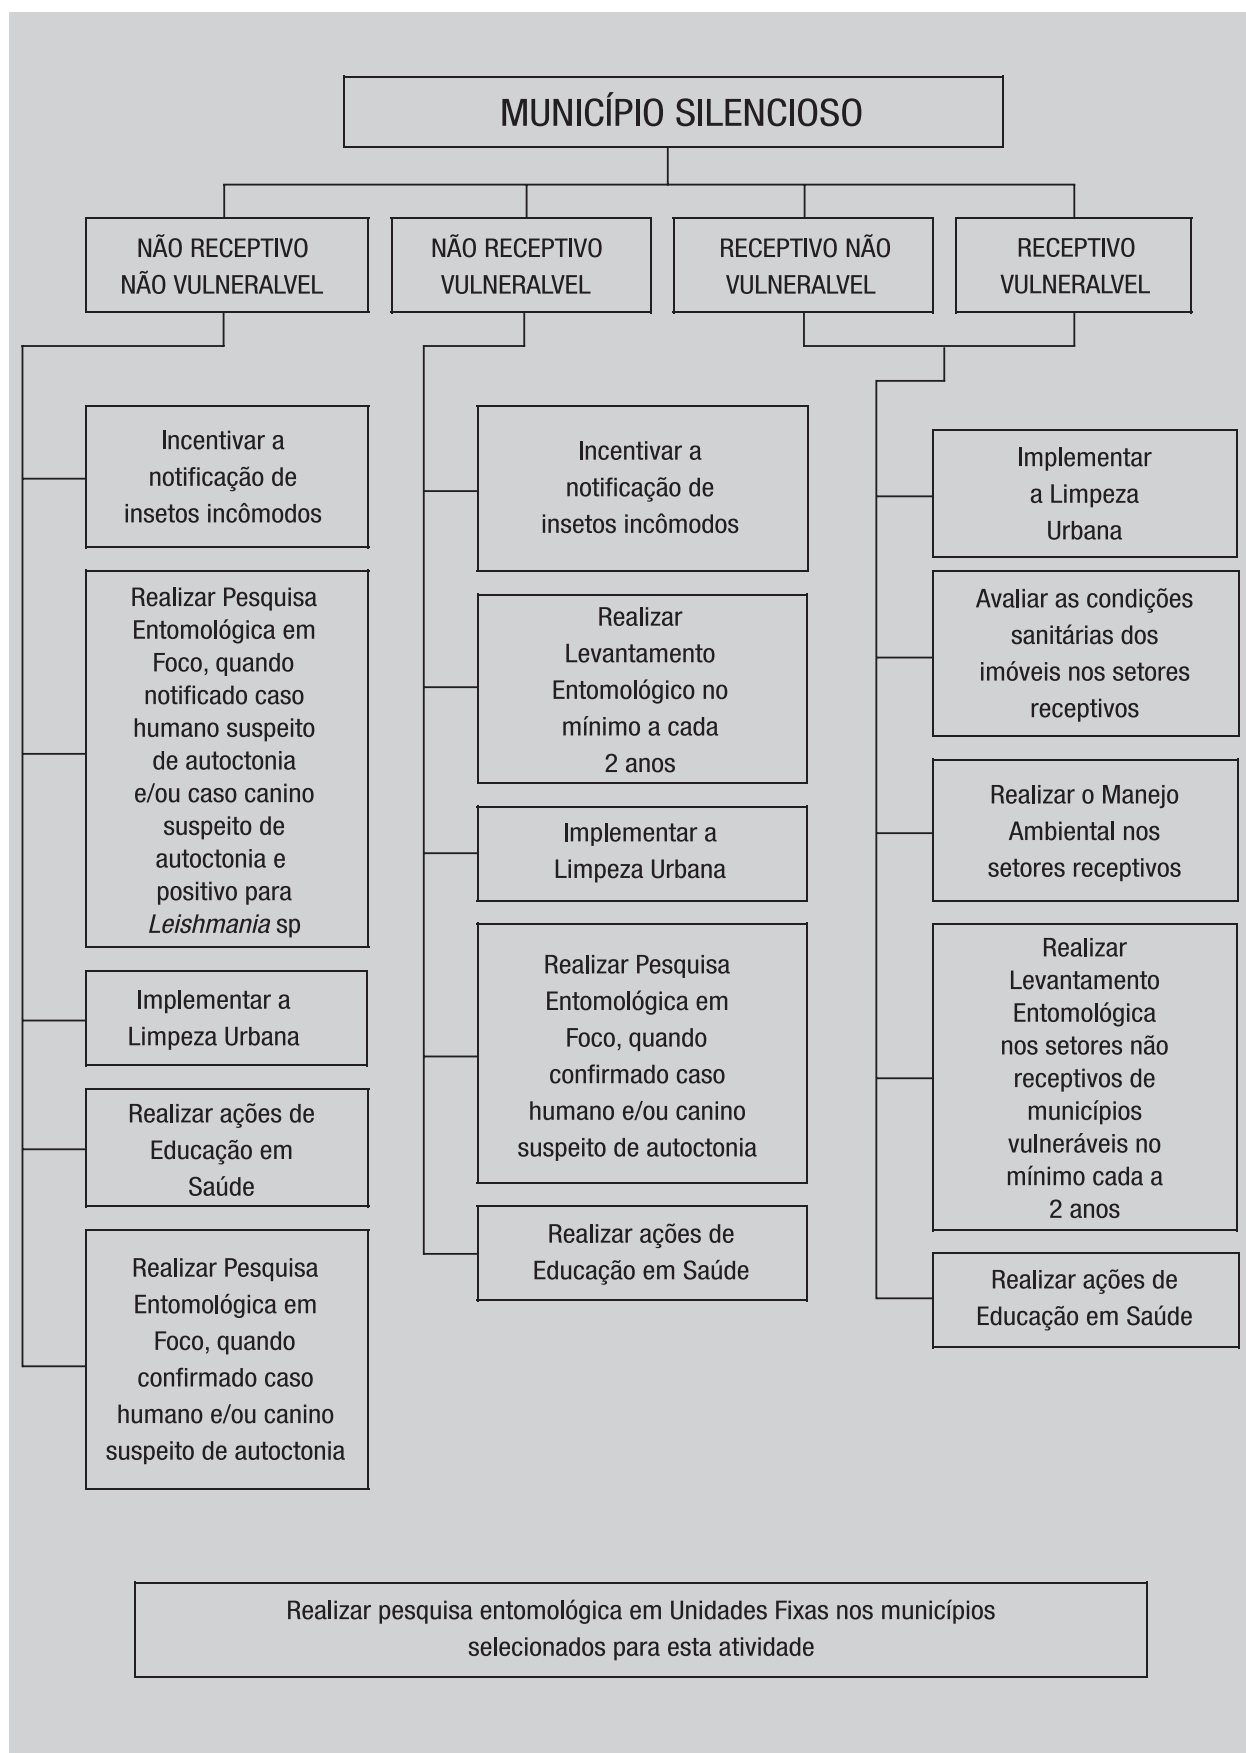 MUNICÍPIO SILENCIOSO
NÃO RECEPTIVO
NÃO VULNERALVEL
NÃO RECEPTIVO
VULNERALVEL
RECEPTIVO NÃO
VULNERALVEL
RECEPTIVO
VULNERALVEL
Incentivar a
notificação de
insetos incômodos
Realizar Pesquisa
Entomológica em
Foco, quando
notificado caso
humano suspeito
de autoctonia
e/ou caso canino
suspeito de
autoctonia e
positivo para
Leishmania sp
Implementar a
Limpeza Urbana
Realizar ações de
Educação em
Saúde
Realizar Pesquisa
Entomológica em
Foco, quando
confirmado caso
humano e/ou canino
suspeito de autoctonia
Incentivar a
notificação de
insetos incômodos
Realizar
Levantamento
Entomológico no
mínimo a cada
2 anos
Implementar a
Limpeza Urbana
Realizar Pesquisa
Entomológica em
Foco, quando
confirmado caso
humano e/ou canino
suspeito de autoctonia
Realizar ações de
Educação em Saúde
Implementar
a Limpeza
Urbana
Avaliar as condições
sanitárias dos
imóveis nos setores
receptivos
Realizar o Manejo
Ambiental nos
setores receptivos
Realizar
Levantamento
Entomológica
nos setores não
receptivos de
municípios
vulneráveis no
mínimo cada a
2 anos
Realizar ações de
Educação em Saúde
Realizar pesquisa entomológica em Unidades Fixas nos municípios
selecionados para esta atividade